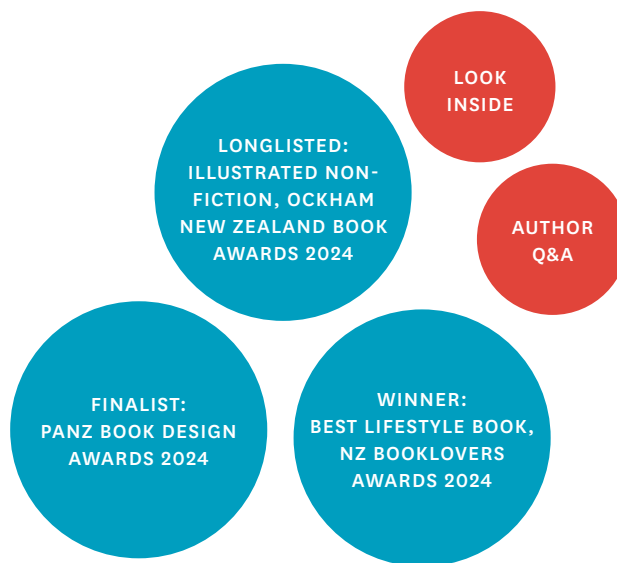 LOOK
INSIDE
LONGLISTED:
ILLUSTRATED NON-
FICTION, OCKHAM
NEW ZEALAND BOOK
AWARDS 2024
AUTHOR
Q&A
FINALIST:
PANZ BOOK DESIGN
AWARDS 2024
WINNER:
BEST LIFESTYLE BOOK,
NZ BOOKLOVERS
AWARDS 2024